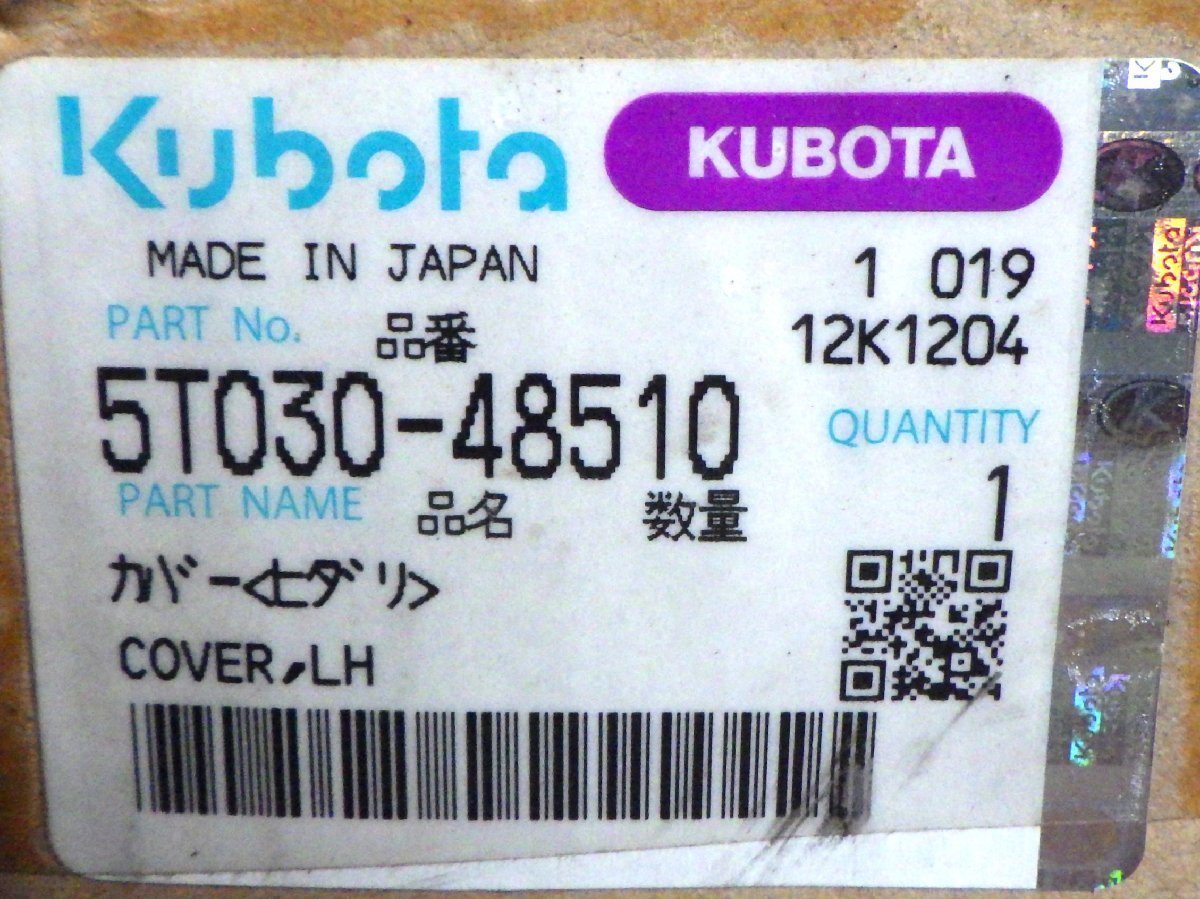 Kubota KUBOTA
MADE IN JAPAN 1 019
PART No. 品番 12K1204
5T030-48510 QUANTITY
PART NAME 品名 数量 1
カバー<ヒダリ>
COVER,LH
Kubota